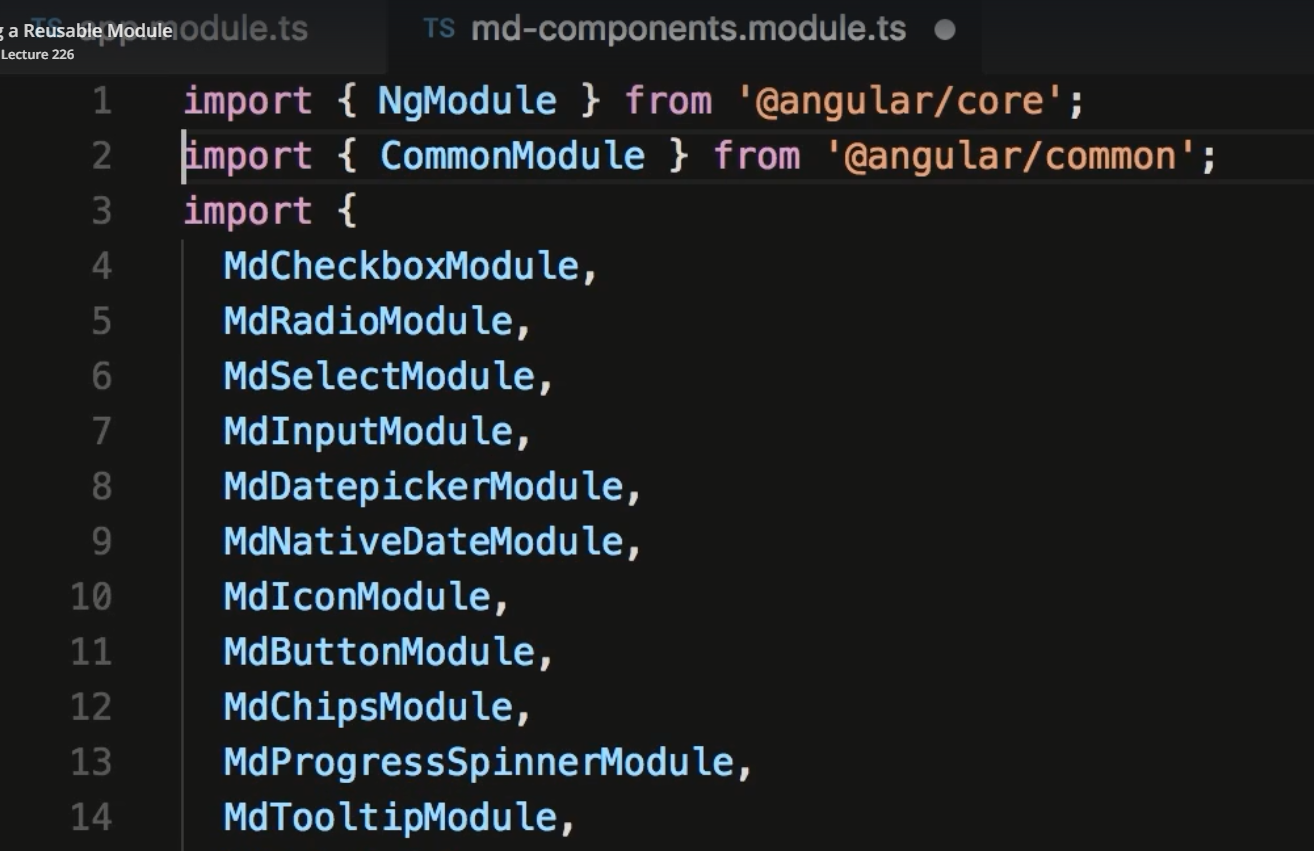 g a Reusable Module
Lecture 226
TS app.module.ts
TS md-components.module.ts
1 import { NgModule } from '@angular/core';
2 import { CommonModule } from '@angular/common';
3 import {
4 MdCheckboxModule,
5 MdRadioModule,
6 MdSelectModule,
7 MdInputModule,
8 MdDatepickerModule,
9 MdNativeDateModule,
10 MdIconModule,
11 MdButtonModule,
12 MdChipsModule,
13 MdProgressSpinnerModule,
14 MdTooltipModule,